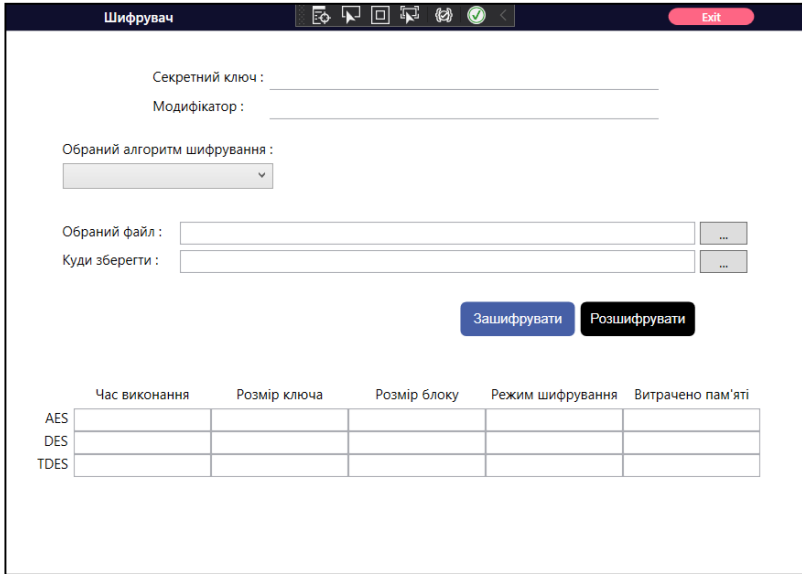 Шифрувач Exit
Секретний ключ :
Модифікатор :
Обраний алгоритм шифрування :
Обраний файл : ...
Куди зберегти : ...
Зашифрувати Розшифрувати
Час виконання Розмір ключа Розмір блоку Режим шифрування Витрачено пам'яті
AES
DES
TDES